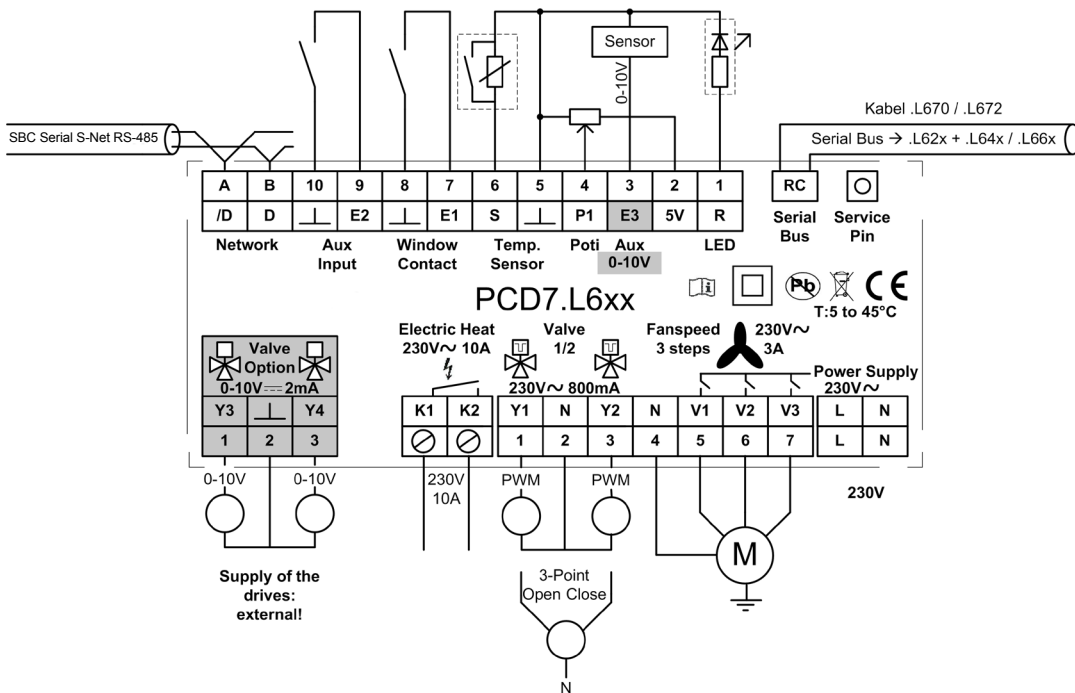 Sensor
0-10V
Kabel .L670 / .L672
SBC Serial S-Net RS-485
Serial Bus → .L62x + .L64x / .L66x
A B 10 9 8 7 6 5 4 3 2 1
RC
/D D E2 E1 S P1 E3 5V R
Network
Aux
Input
Window
Contact
Temp.
Sensor
Poti
Aux
0-10V
LED
Serial
Bus
Service
Pin
PCD7.L6xx
i
Pb
CE
T:5 to 45°C
Valve
Option
0-10V 2mA
Electric Heat
230V~ 10A
Valve
1/2
230V~ 800mA
Fanspeed
3 steps
230V~
3A
Power Supply
230V~
Y3 Y4
1 2 3
K1 K2
Y1 N Y2 N V1 V2 V3
1 2 3 4 5 6 7
L N
L N
0-10V
0-10V
230V
10A
PWM
PWM
230V
M
Supply of the
drives:
external!
3-Point
Open Close
N